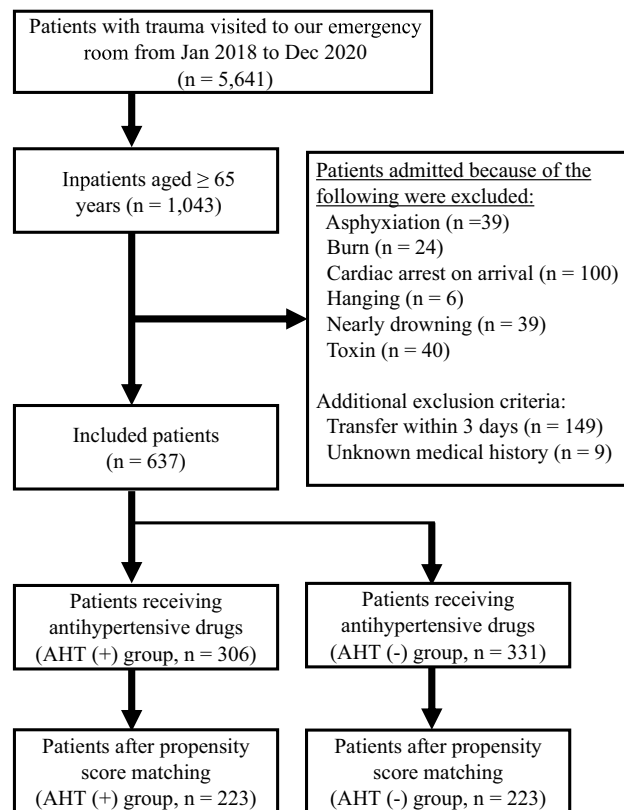 Patients with trauma visited to our emergency
room from Jan 2018 to Dec 2020
(n = 5,641)
Inpatients aged ≥ 65
years (n = 1,043)
Patients admitted because of the
following were excluded:
Asphyxiation (n =39)
Burn (n = 24)
Cardiac arrest on arrival (n = 100)
Hanging (n = 6)
Nearly drowning (n = 39)
Toxin (n = 40)
Additional exclusion criteria:
Transfer within 3 days (n = 149)
Unknown medical history (n = 9)
Included patients
(n = 637)
Patients receiving
antihypertensive drugs
(AHT (+) group, n = 306)
Patients receiving
antihypertensive drugs
(AHT (-) group, n = 331)
Patients after propensity
score matching
(AHT (+) group, n = 223)
Patients after propensity
score matching
(AHT (-) group, n = 223)